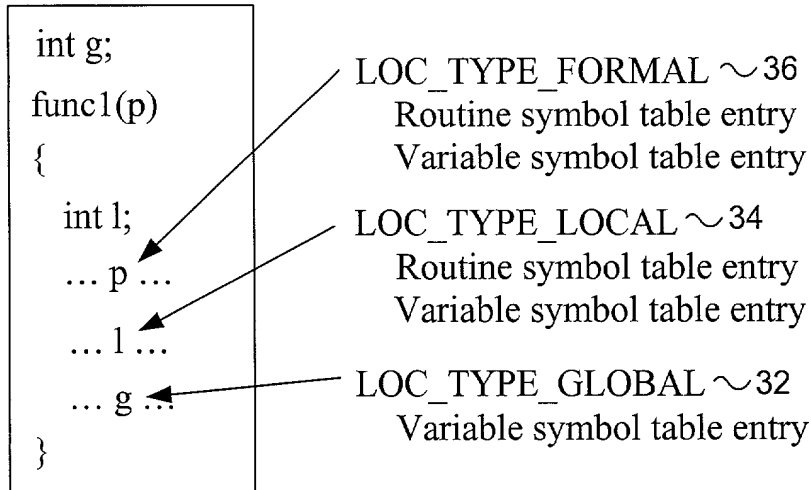 int g;
func1(p)
{
int l;
... p ...
... l ...
... g ...
}
LOC_TYPE_FORMAL ~36
Routine symbol table entry
Variable symbol table entry
LOC_TYPE_LOCAL ~34
Routine symbol table entry
Variable symbol table entry
LOC_TYPE_GLOBAL ~32
Variable symbol table entry